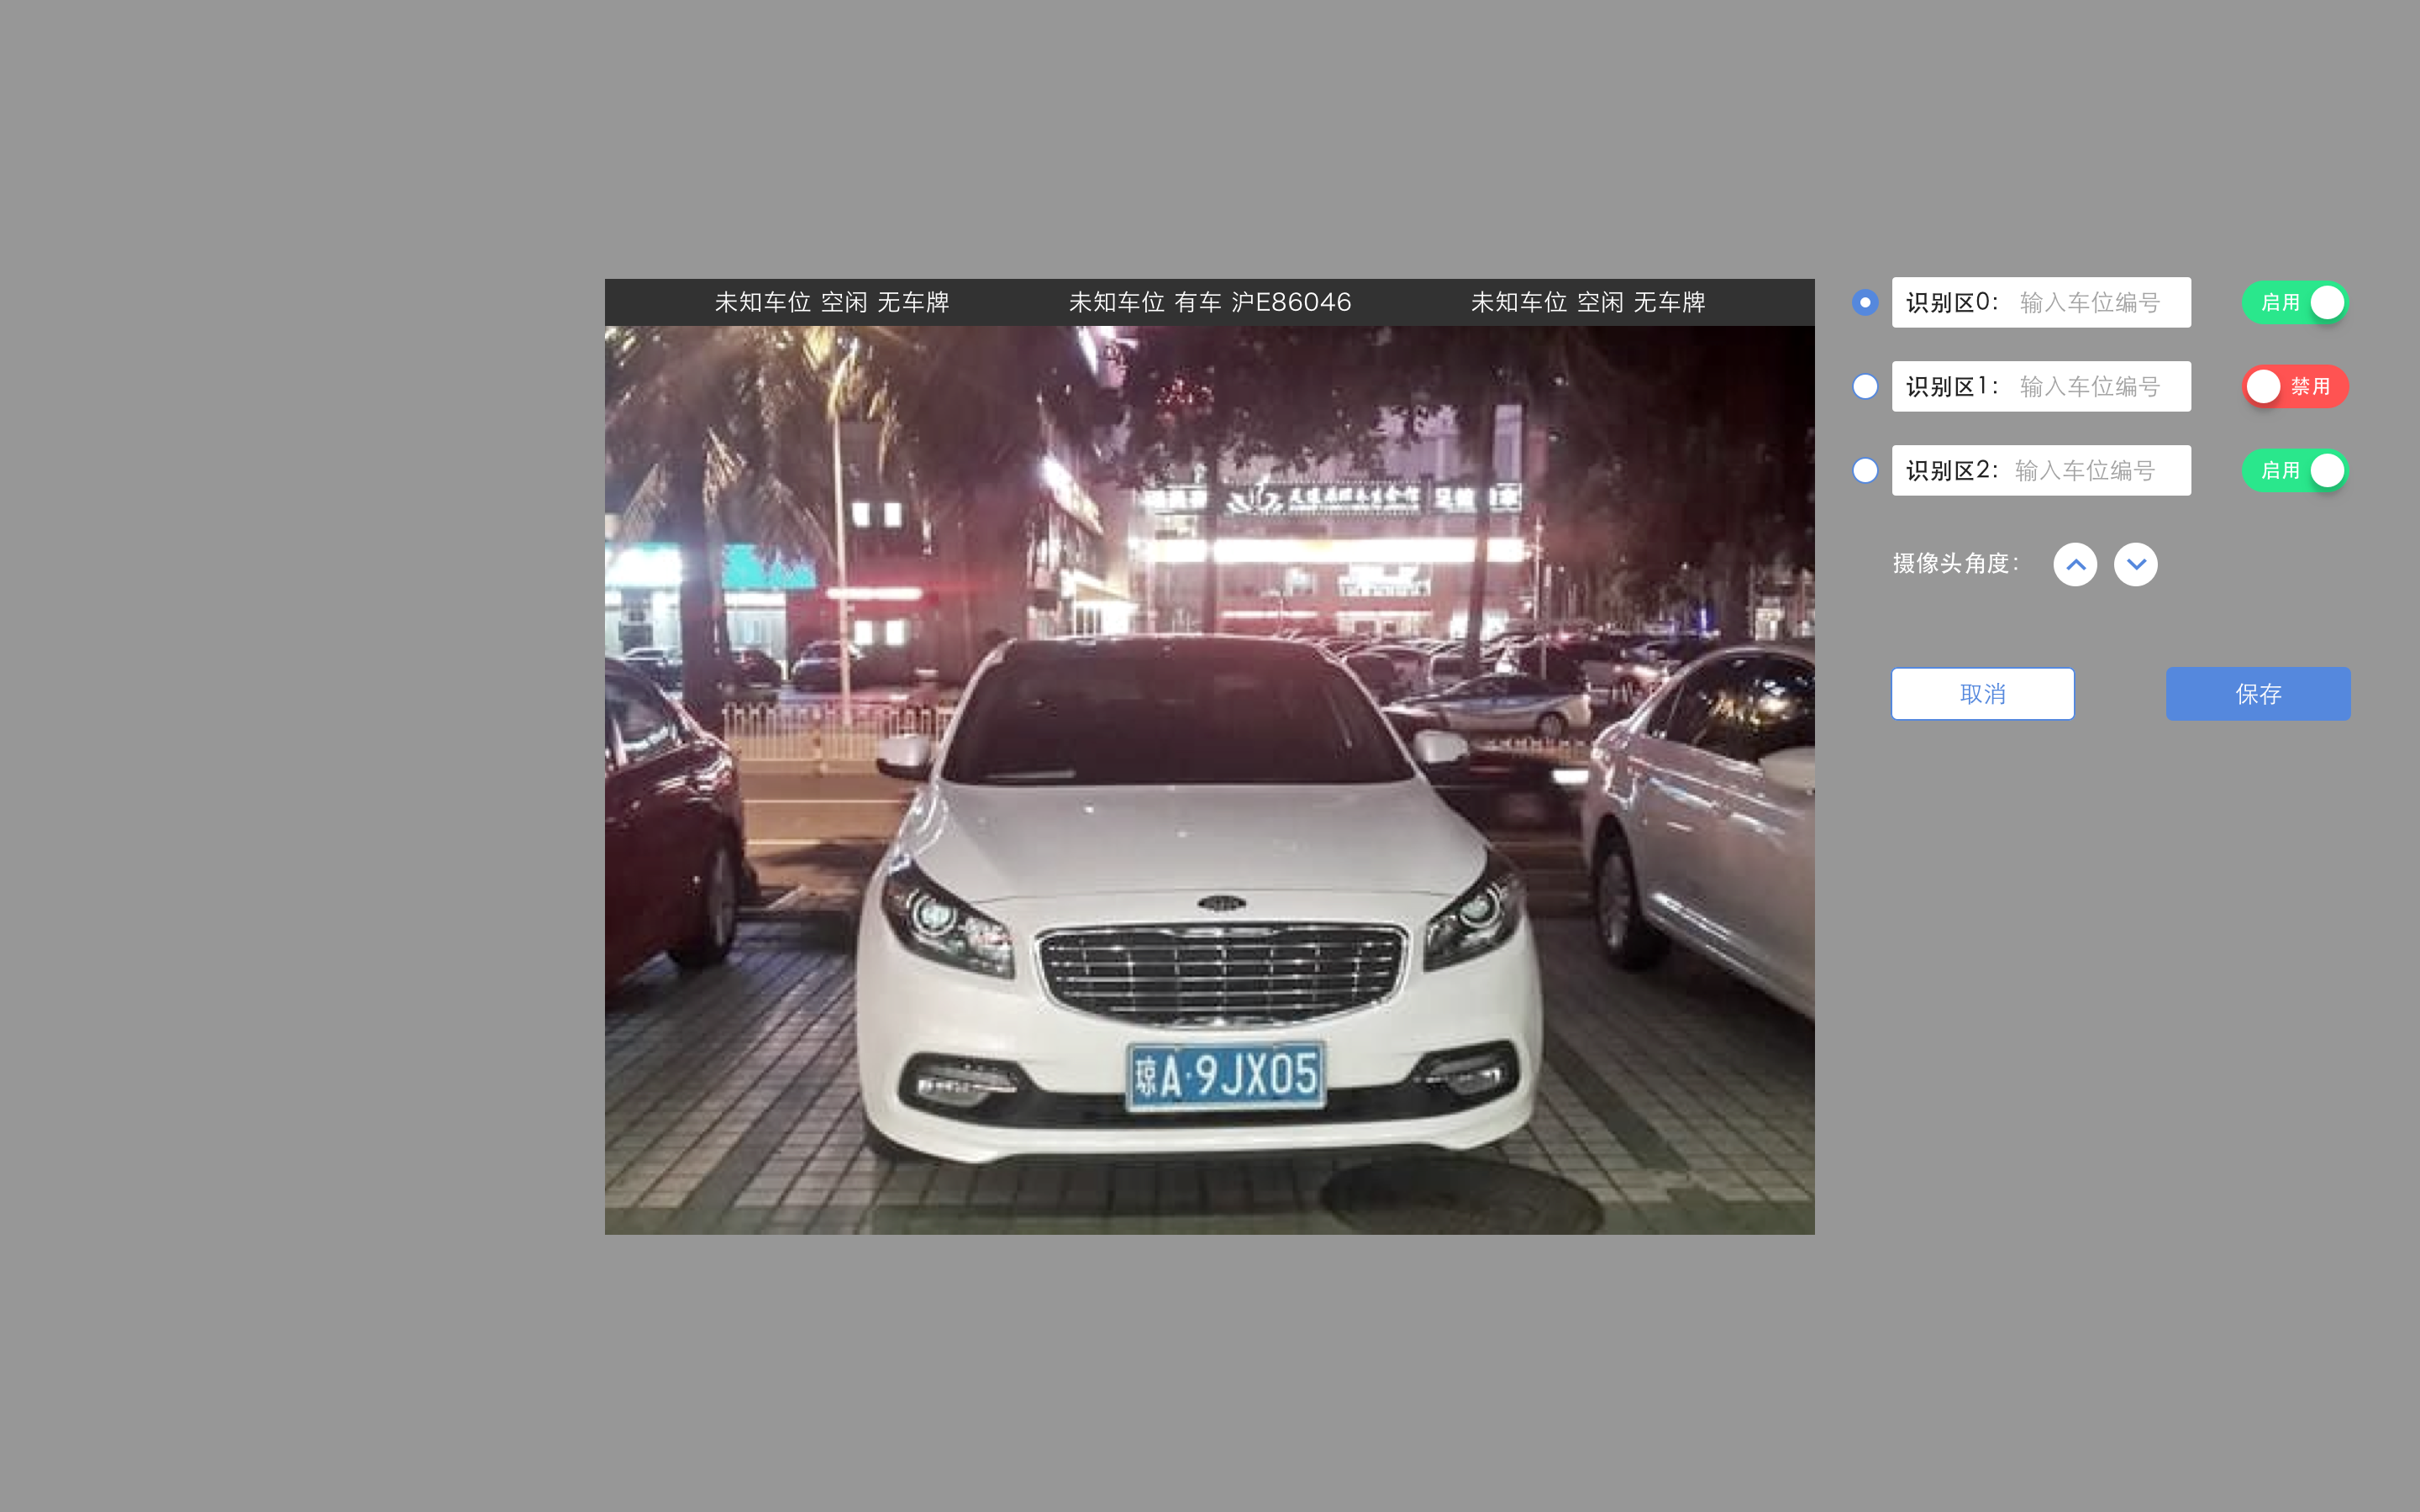 未知车位 空闲 无车牌
未知车位 有车 沪E86046
未知车位 空闲 无车牌
识别区0： 输入车位编号
启用
识别区1： 输入车位编号
禁用
识别区2： 输入车位编号
启用
摄像头角度：
取消
保存
琼A·9JX05